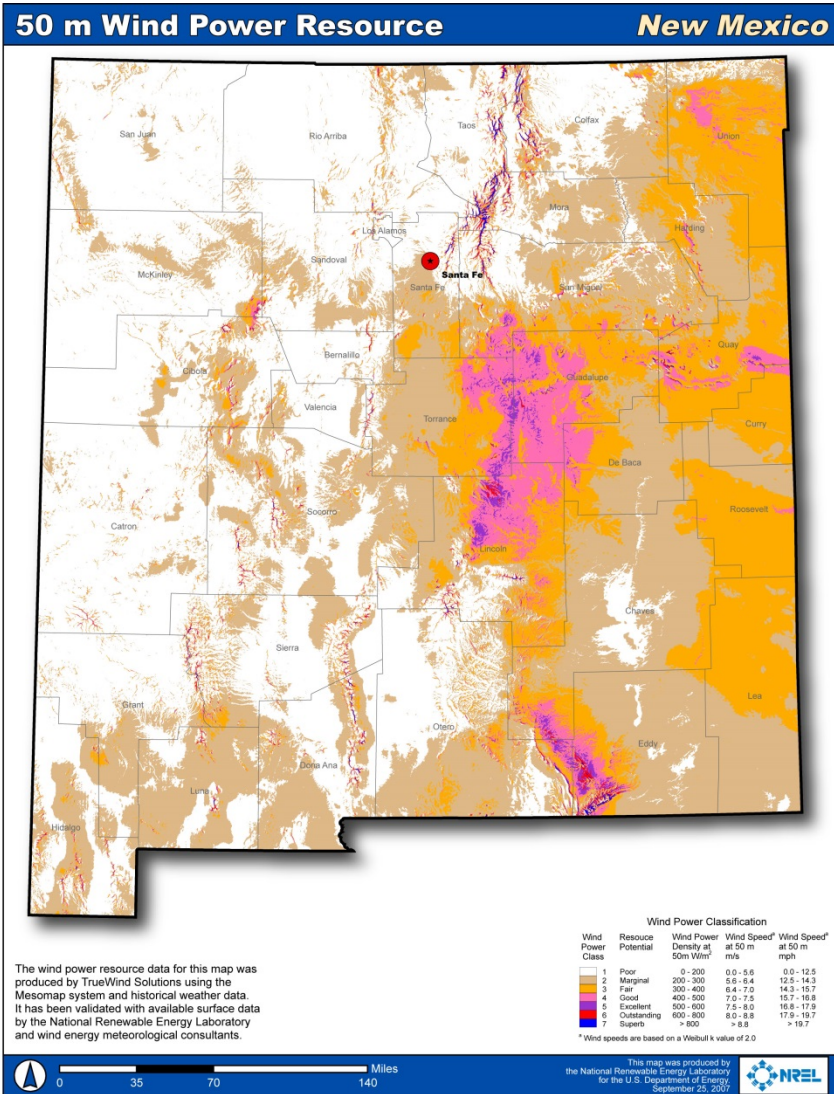 50 m Wind Power Resource
New Mexico
San Juan
Rio Arriba
Taos
Colfax
Union
Mora
Harding
Los Alamos
Sandoval
McKinley
Santa Fe
Santa Fe
San Miguel
Bernalillo
Quay
Cibola
Guadalupe
Valencia
Torrance
Curry
De Baca
Socorro
Roosevelt
Catron
Lincoln
Chaves
Sierra
Grant
Lea
Otero
Eddy
Dona Ana
Luna
Hidalgo
The wind power resource data for this map was
produced by TrueWind Solutions using the
Mesomap system and historical weather data.
It has been validated with available surface data
by the National Renewable Energy Laboratory
and wind energy meteorological consultants.
Wind Power Classification
Wind Resouce Wind Power Wind Speedª Wind Speedª
Power Potential Density at at 50 m at 50 m
Class 50m W/m² m/s mph
1 Poor 0 - 200 0.0 - 5.6 0.0 - 12.5
2 Marginal 200 - 300 5.6 - 6.4 12.5 - 14.3
3 Fair 300 - 400 6.4 - 7.0 14.3 - 15.7
4 Good 400 - 500 7.0 - 7.5 15.7 - 16.8
5 Excellent 500 - 600 7.5 - 8.0 16.8 - 17.9
6 Outstanding 600 - 800 8.0 - 8.8 17.9 - 19.7
7 Superb > 800 > 8.8 > 19.7
ª Wind speeds are based on a Weibull k value of 2.0
Miles
0 35 70 140
This map was produced by
the National Renewable Energy Laboratory
for the U.S. Department of Energy.
September 25, 2007
NREL